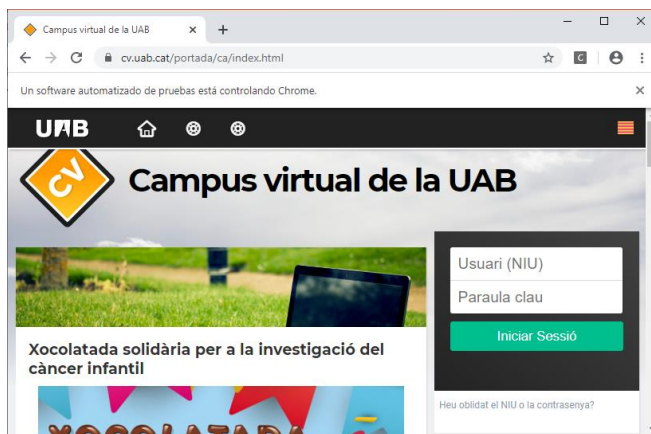 Campus virtual de la UAB
cv.uab.cat/portada/ca/index.html
Un software automatizado de pruebas está controlando Chrome.
UAB
CV
Campus virtual de la UAB
Usuari (NIU)
Paraula clau
Iniciar Sessió
Xocolatada solidària per a la investigació del
càncer infantil
Heu oblidat el NIU o la contrasenya?
XOCOLATADA